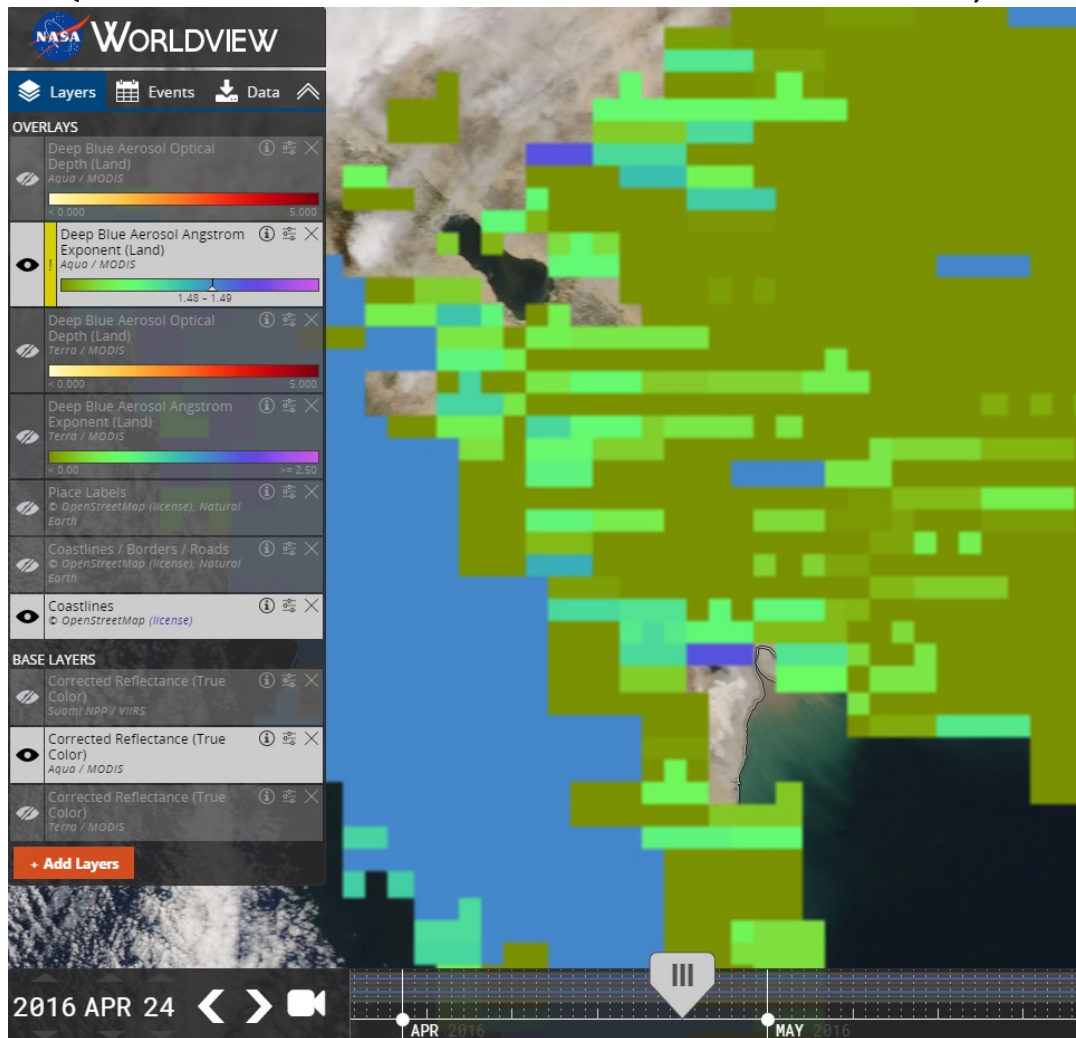 NASA WORLDVIEW
Layers Events Data
OVERLAYS
Deep Blue Aerosol Optical
Depth (Land)
Aqua / MODIS
< 0.000 5.000
Deep Blue Aerosol Angstrom
Exponent (Land)
Aqua / MODIS
!
1.48 – 1.49
Deep Blue Aerosol Optical
Depth (Land)
Terra / MODIS
< 0.000 5.000
Deep Blue Aerosol Angstrom
Exponent (Land)
Terra / MODIS
< 0.00 >= 2.50
Place Labels
© OpenStreetMap (license), Natural
Earth
Coastlines / Borders / Roads
© OpenStreetMap (license), Natural
Earth
Coastlines
© OpenStreetMap (license)
BASE LAYERS
Corrected Reflectance (True
Color)
Suomi NPP / VIIRS
Corrected Reflectance (True
Color)
Aqua / MODIS
Corrected Reflectance (True
Color)
Terra / MODIS
+ Add Layers
2016 APR 24
APR 2016 MAY 2016